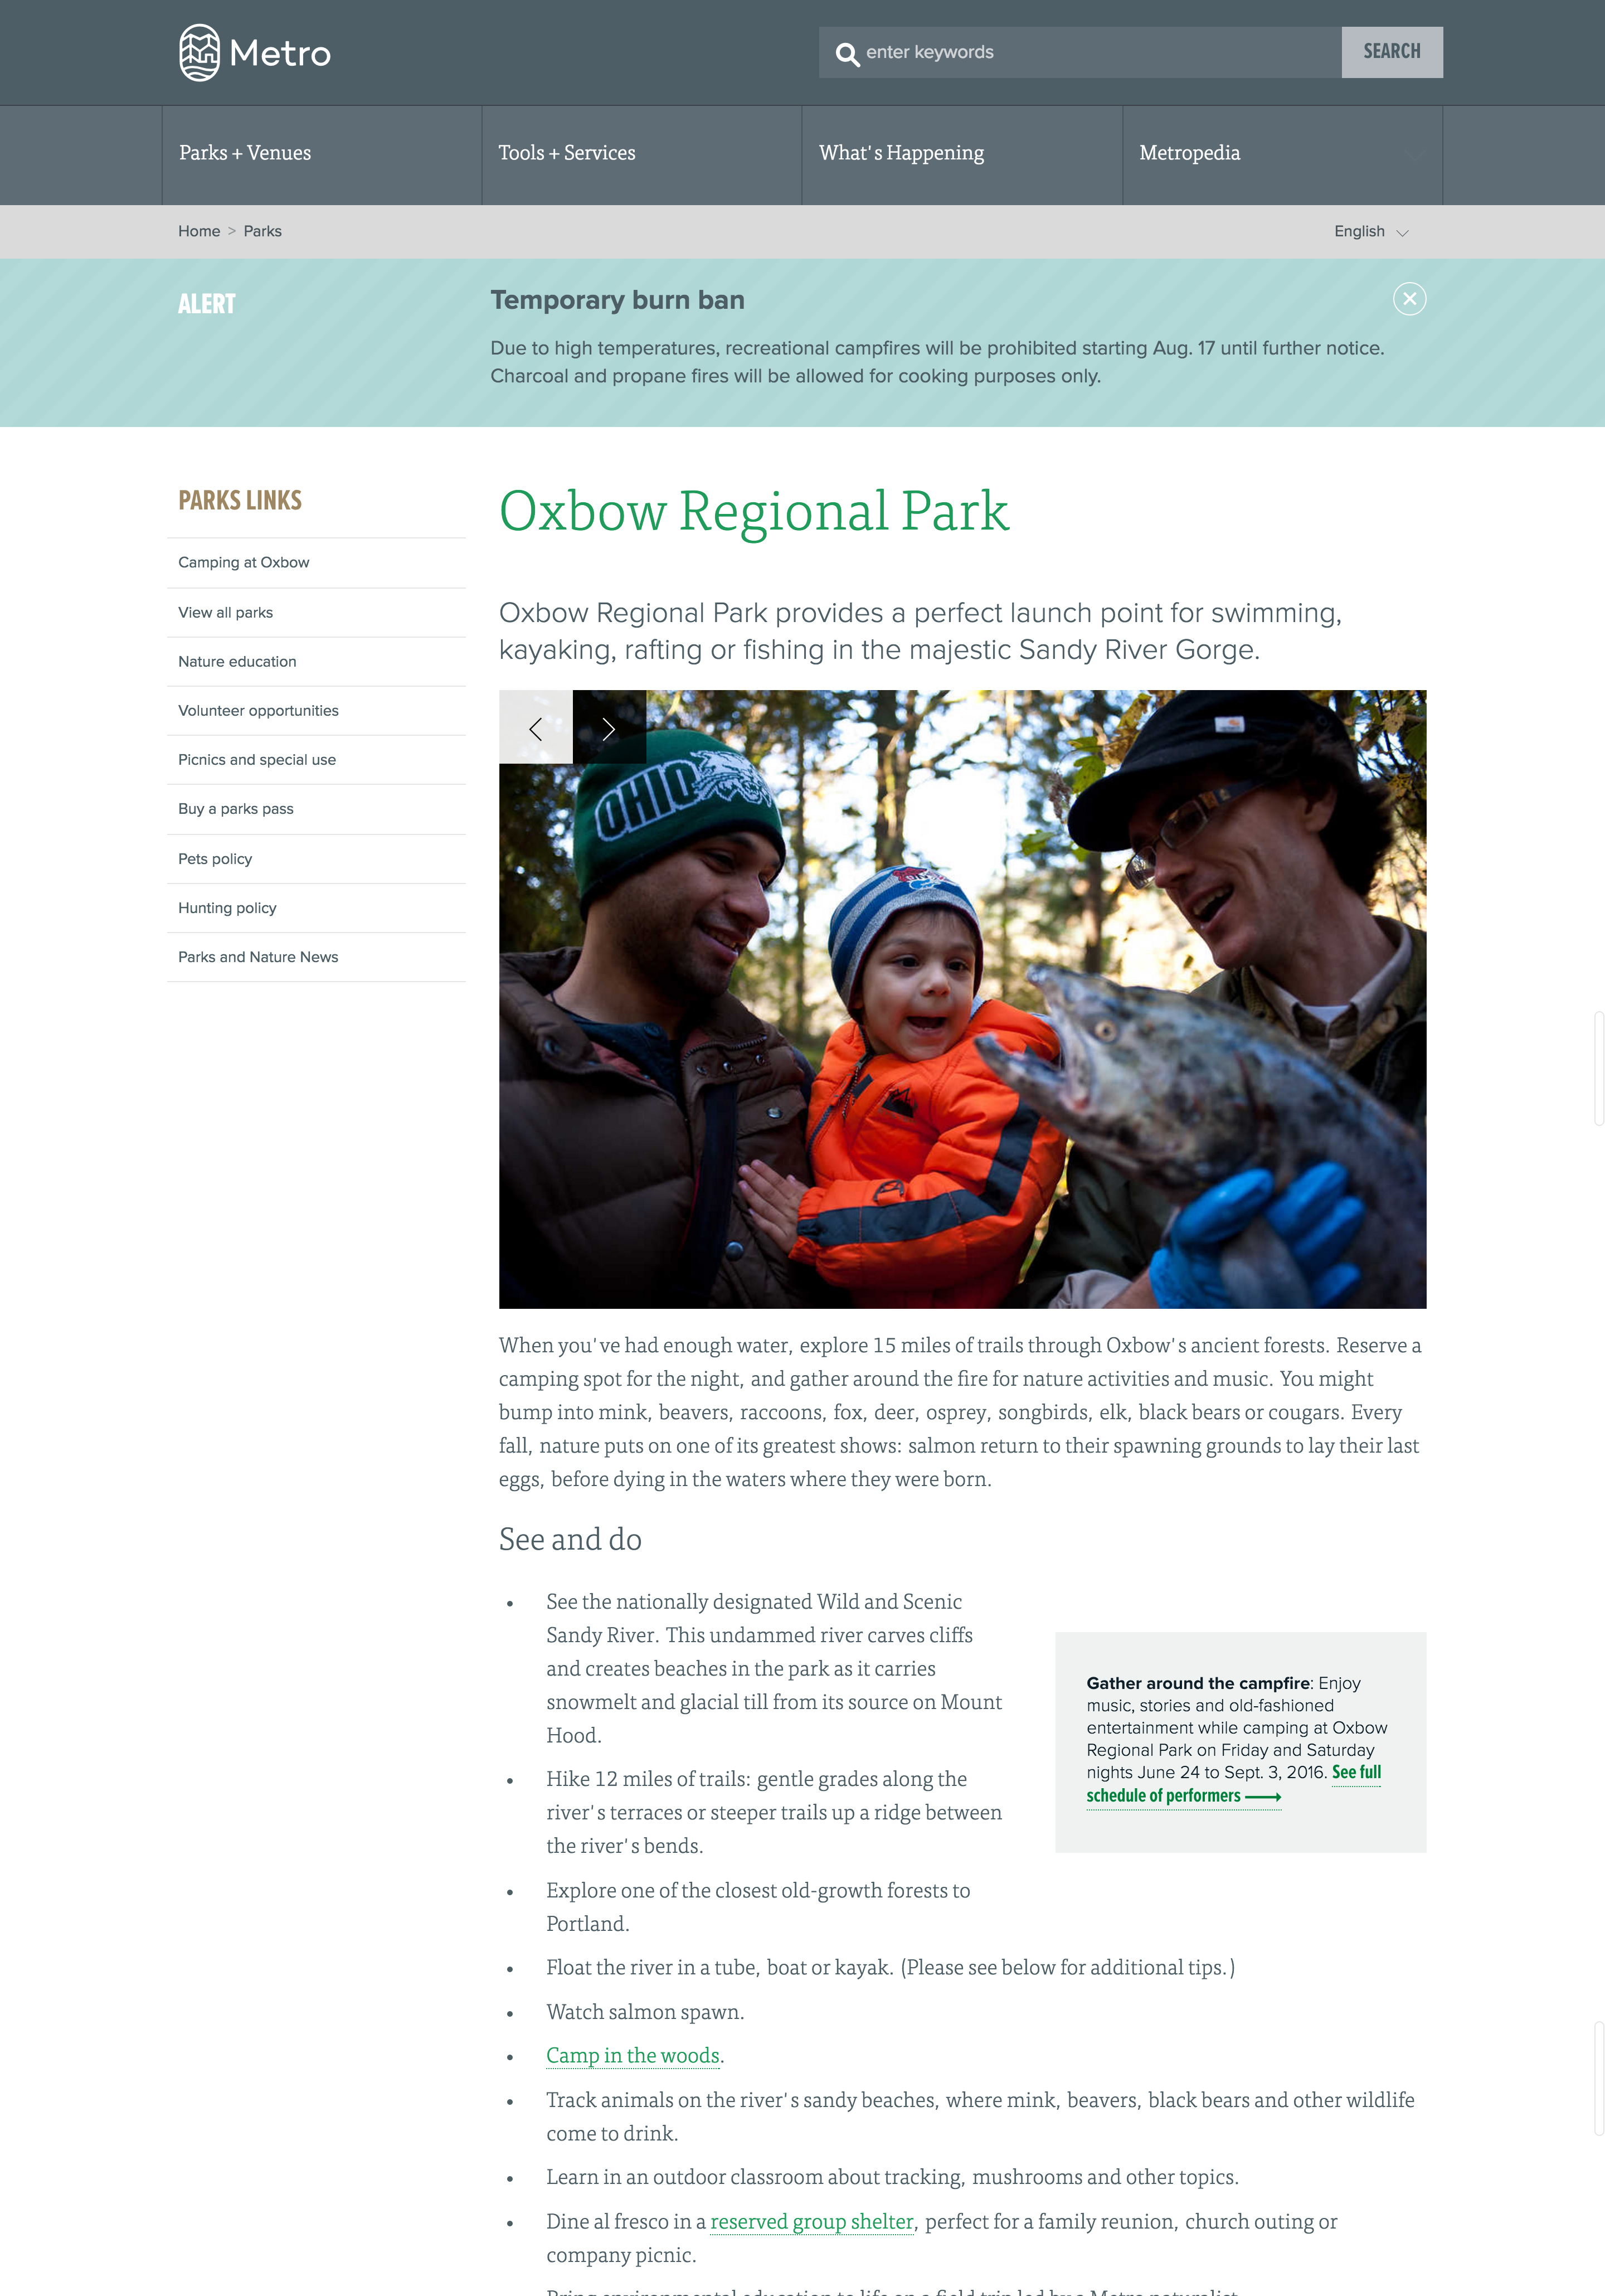 Metro
enter keywords
SEARCH
Parks + Venues
Tools + Services
What's Happening
Metropedia
Home > Parks
English
ALERT
Temporary burn ban
Due to high temperatures, recreational campfires will be prohibited starting Aug. 17 until further notice.
Charcoal and propane fires will be allowed for cooking purposes only.
PARKS LINKS
Camping at Oxbow
View all parks
Nature education
Volunteer opportunities
Picnics and special use
Buy a parks pass
Pets policy
Hunting policy
Parks and Nature News
Oxbow Regional Park
Oxbow Regional Park provides a perfect launch point for swimming,
kayaking, rafting or fishing in the majestic Sandy River Gorge.
OHIO
When you've had enough water, explore 15 miles of trails through Oxbow's ancient forests. Reserve a
camping spot for the night, and gather around the fire for nature activities and music. You might
bump into mink, beavers, raccoons, fox, deer, osprey, songbirds, elk, black bears or cougars. Every
fall, nature puts on one of its greatest shows: salmon return to their spawning grounds to lay their last
eggs, before dying in the waters where they were born.
See and do
• See the nationally designated Wild and Scenic
Sandy River. This undammed river carves cliffs
and creates beaches in the park as it carries
snowmelt and glacial till from its source on Mount
Hood.
• Hike 12 miles of trails: gentle grades along the
river's terraces or steeper trails up a ridge between
the river's bends.
• Explore one of the closest old-growth forests to
Portland.
Gather around the campfire: Enjoy
music, stories and old-fashioned
entertainment while camping at Oxbow
Regional Park on Friday and Saturday
nights June 24 to Sept. 3, 2016. See full
schedule of performers
• Float the river in a tube, boat or kayak. (Please see below for additional tips.)
• Watch salmon spawn.
• Camp in the woods.
• Track animals on the river's sandy beaches, where mink, beavers, black bears and other wildlife
come to drink.
• Learn in an outdoor classroom about tracking, mushrooms and other topics.
• Dine al fresco in a reserved group shelter, perfect for a family reunion, church outing or
company picnic.
Bring environmental education to life on a field trip led by a Metro naturalist